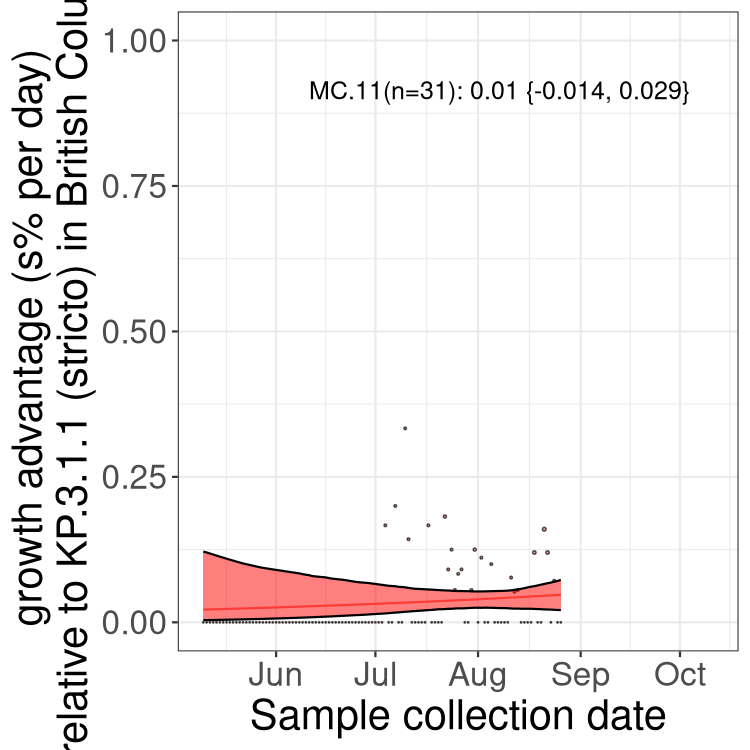 growth advantage (s% per day)
relative to KP.3.1.1 (stricto) in British Colu
1.00
0.75
0.50
0.25
0.00
MC.11(n=31): 0.01 {-0.014, 0.029}
Jun Jul Aug Sep Oct
Sample collection date